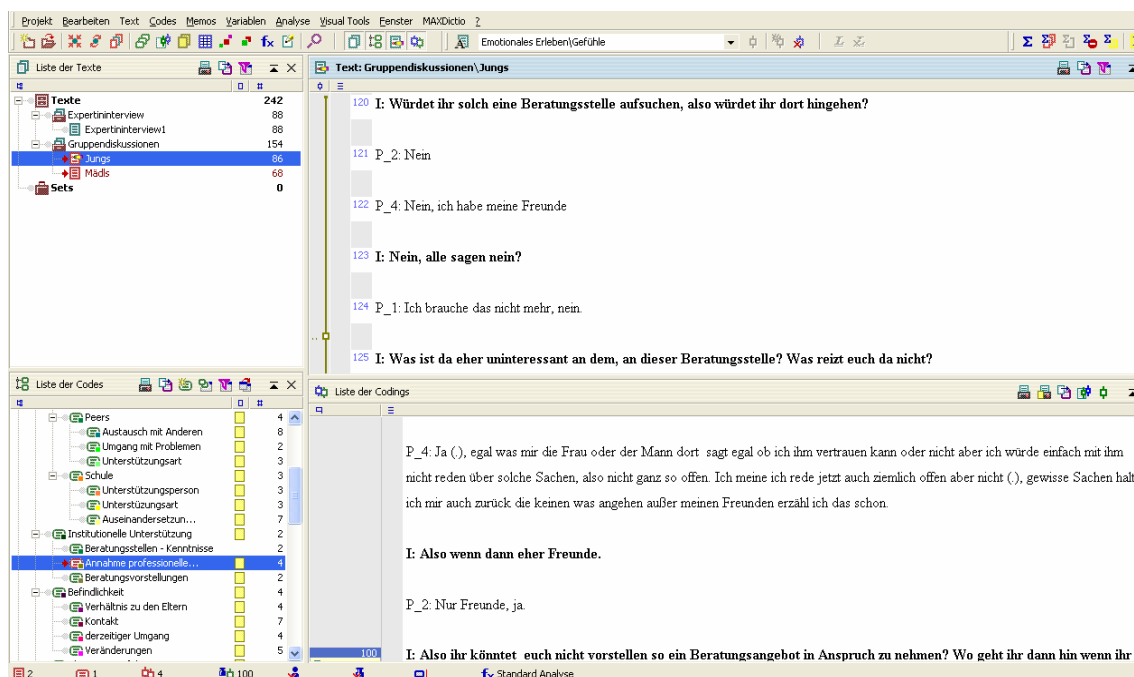 Projekt Bearbeiten Text Codes Memos Variablen Analyse Visual Tools Fenster MAXDictio ?
Emotionales Erleben\Gefühle
Liste der Texte
Texte 242
Expertininterview 88
Expertininterview1 88
Gruppendiskussionen 154
Jungs 86
Mädls 68
Sets 0
Text: Gruppendiskussionen\Jungs
120 I: Würdet ihr solch eine Beratungsstelle aufsuchen, also würdet ihr dort hingehen?
121 P_2: Nein
122 P_4: Nein, ich habe meine Freunde
123 I: Nein, alle sagen nein?
124 P_1: Ich brauche das nicht mehr, nein.
125 I: Was ist da eher uninteressant an dem, an dieser Beratungsstelle? Was reizt euch da nicht?
Liste der Codes
Peers 4
Austausch mit Anderen 8
Umgang mit Problemen 2
Unterstützungsart 3
Schule 3
Unterstützungsperson 3
Unterstützungsart 3
Auseinandersetzun... 7
Institutionelle Unterstützung 2
Beratungsstellen - Kenntnisse 2
Annahme professionelle... 4
Beratungsvorstellungen 2
Befindlichkeit 4
Verhältnis zu den Eltern 4
Kontakt 7
derzeitiger Umgang 4
Veränderungen 5
Liste der Codings
P_4: Ja (.), egal was mir die Frau oder der Mann dort sagt egal ob ich ihm vertrauen kann oder nicht aber ich würde einfach mit ihm
nicht reden über solche Sachen, also nicht ganz so offen. Ich meine ich rede jetzt auch ziemlich offen aber nicht (.), gewisse Sachen halt
ich mir auch zurück die keinen was angehen außer meinen Freunden erzähl ich das schon.
I: Also wenn dann eher Freunde.
P_2: Nur Freunde, ja.
100 I: Also ihr könntet euch nicht vorstellen so ein Beratungsangebot in Anspruch zu nehmen? Wo geht ihr dann hin wenn ihr
2 1 4 100 Standard Analyse